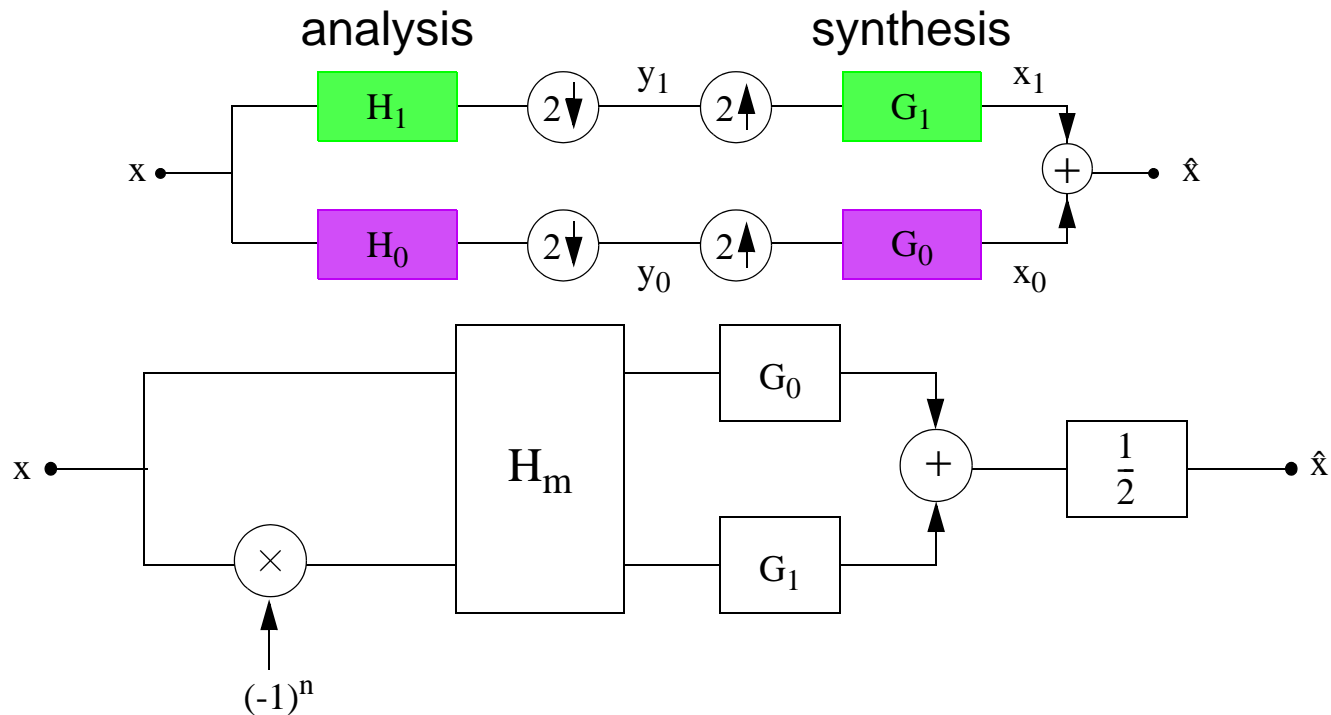 analysis synthesis
H₁ 2 y₁ 2 G₁ x₁
x + x̂
H₀ 2 y₀ 2 G₀ x₀
G₀
x Hₘ + 1/2 x̂
× G₁
(-1)ⁿ